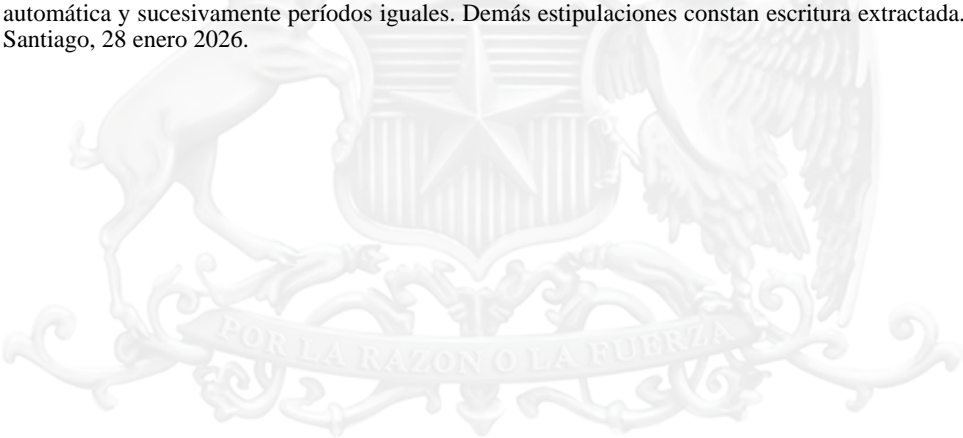 automática y sucesivamente períodos iguales. Demás estipulaciones constan escritura extractada.
Santiago, 28 enero 2026.
POR LA RAZON O LA FUERZA